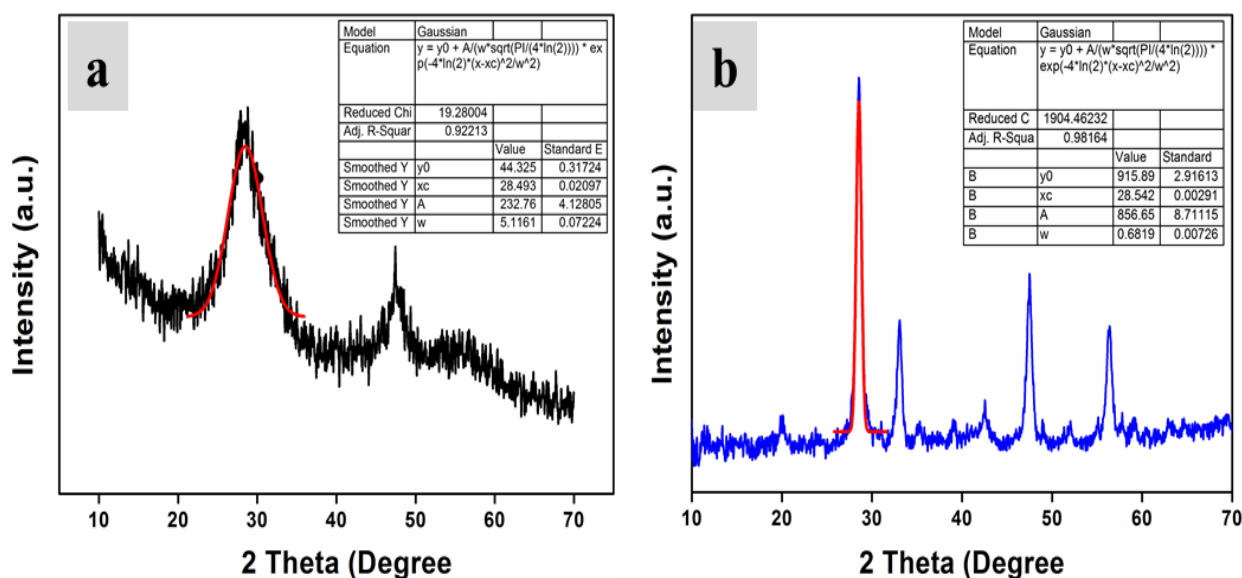 a
Model Gaussian
Equation y = y0 + A/(w*sqrt(PI/(4*ln(2)))) * ex
p(-4*ln(2)*(x-xc)^2/w^2)
Reduced Chi 19.28004
Adj. R-Squar 0.92213
Value Standard E
Smoothed Y y0 44.325 0.31724
Smoothed Y xc 28.493 0.02097
Smoothed Y A 232.76 4.12805
Smoothed Y w 5.1161 0.07224
Intensity (a.u.)
10 20 30 40 50 60 70
2 Theta (Degree
b
Model Gaussian
Equation y = y0 + A/(w*sqrt(PI/(4*ln(2)))) *
exp(-4*ln(2)*(x-xc)^2/w^2)
Reduced C 1904.46232
Adj. R-Squa 0.98164
Value Standard
B y0 915.89 2.91613
B xc 28.542 0.00291
B A 856.65 8.71115
B w 0.6819 0.00726
Intensity (a.u.)
10 20 30 40 50 60 70
2 Theta (Degree